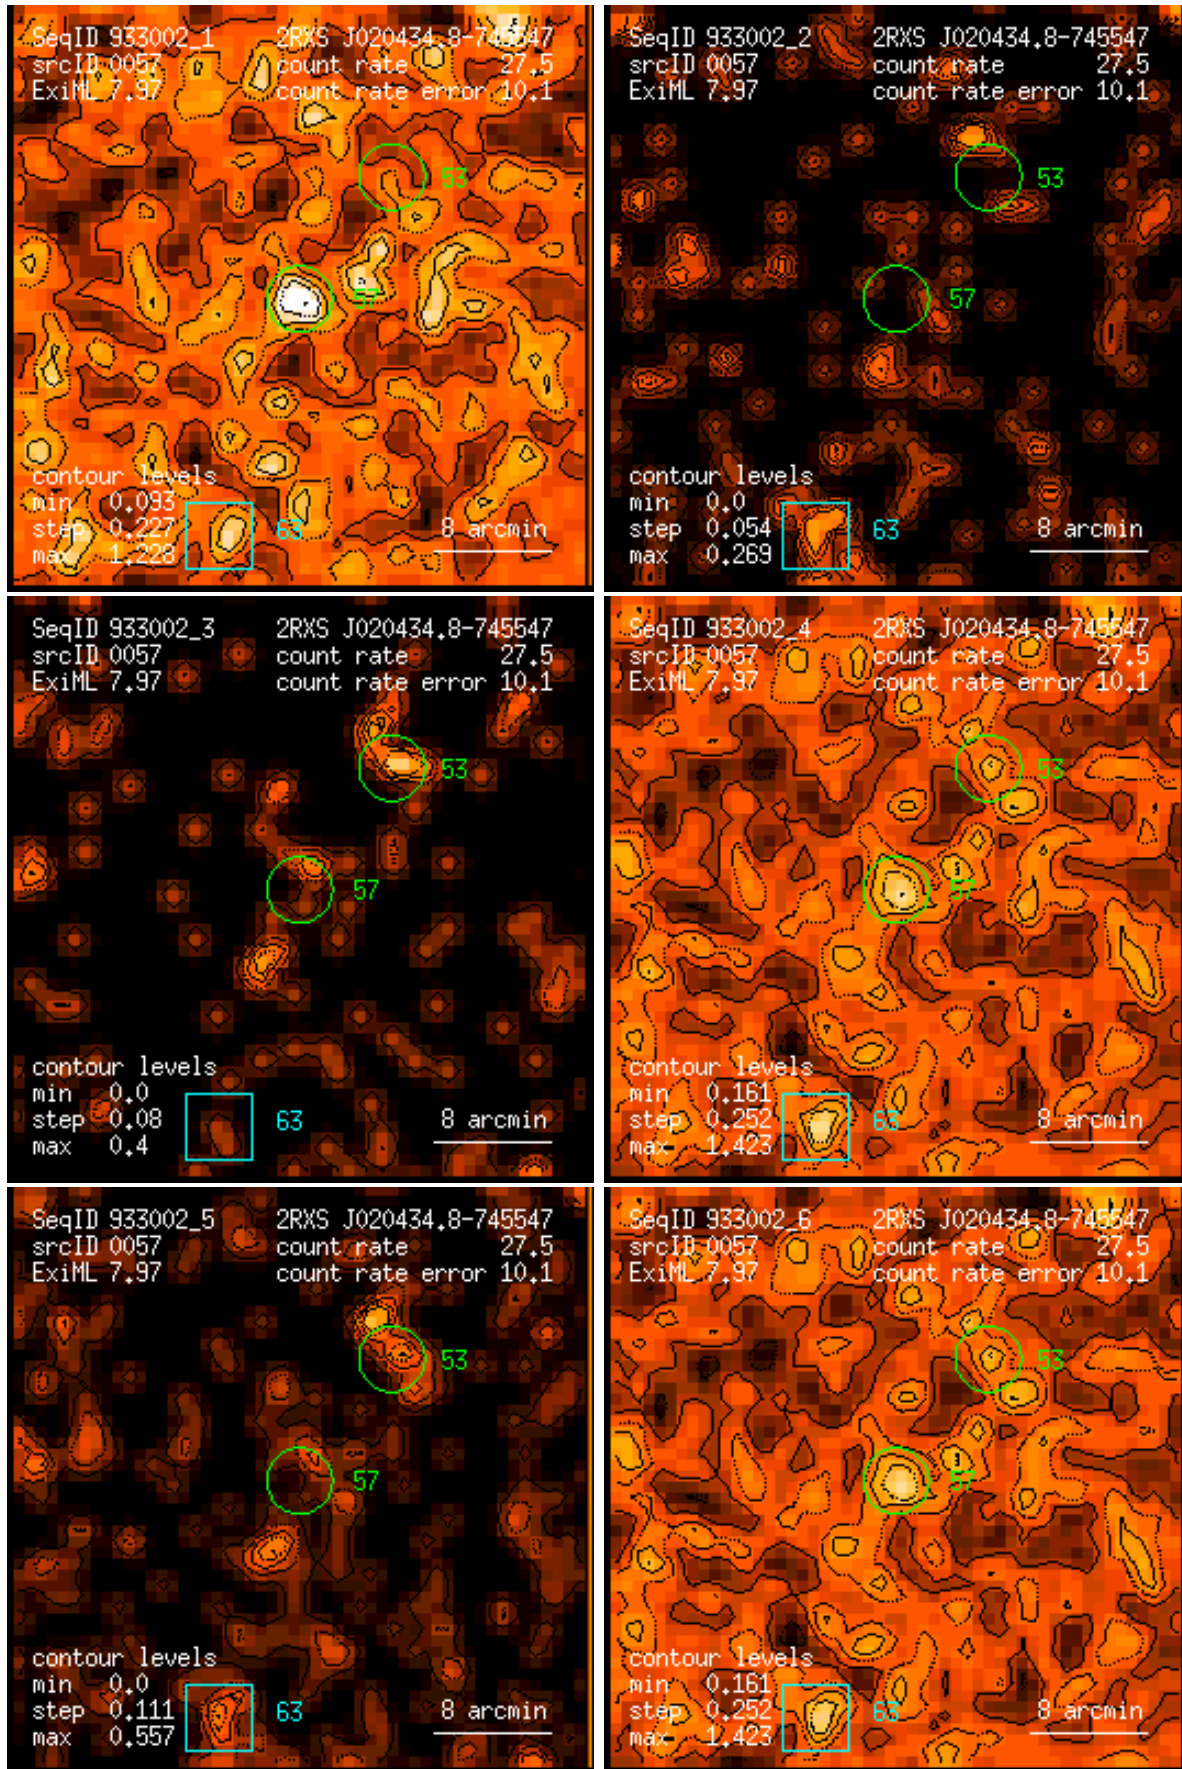 SeqID 933002_1 2RXS J020434.8-745547
srcID 0057 count rate 27.5
ExiML 7.97 count rate error 10.1
53
57
contour levels
min 0.093
step 0.227 63 8 arcmin
max 1.228
SeqID 933002_2 2RXS J020434.8-745547
srcID 0057 count rate 27.5
ExiML 7.97 count rate error 10.1
53
57
contour levels
min 0.0
step 0.054 63 8 arcmin
max 0.269
SeqID 933002_3 2RXS J020434.8-745547
srcID 0057 count rate 27.5
ExiML 7.97 count rate error 10.1
53
57
contour levels
min 0.0
step 0.08 63 8 arcmin
max 0.4
SeqID 933002_4 2RXS J020434.8-745547
srcID 0057 count rate 27.5
ExiML 7.97 count rate error 10.1
53
57
contour levels
min 0.161
step 0.252 63 8 arcmin
max 1.423
SeqID 933002_5 2RXS J020434.8-745547
srcID 0057 count rate 27.5
ExiML 7.97 count rate error 10.1
53
57
contour levels
min 0.0
step 0.111 63 8 arcmin
max 0.557
SeqID 933002_6 2RXS J020434.8-745547
srcID 0057 count rate 27.5
ExiML 7.97 count rate error 10.1
53
57
contour levels
min 0.161
step 0.252 63 8 arcmin
max 1.423